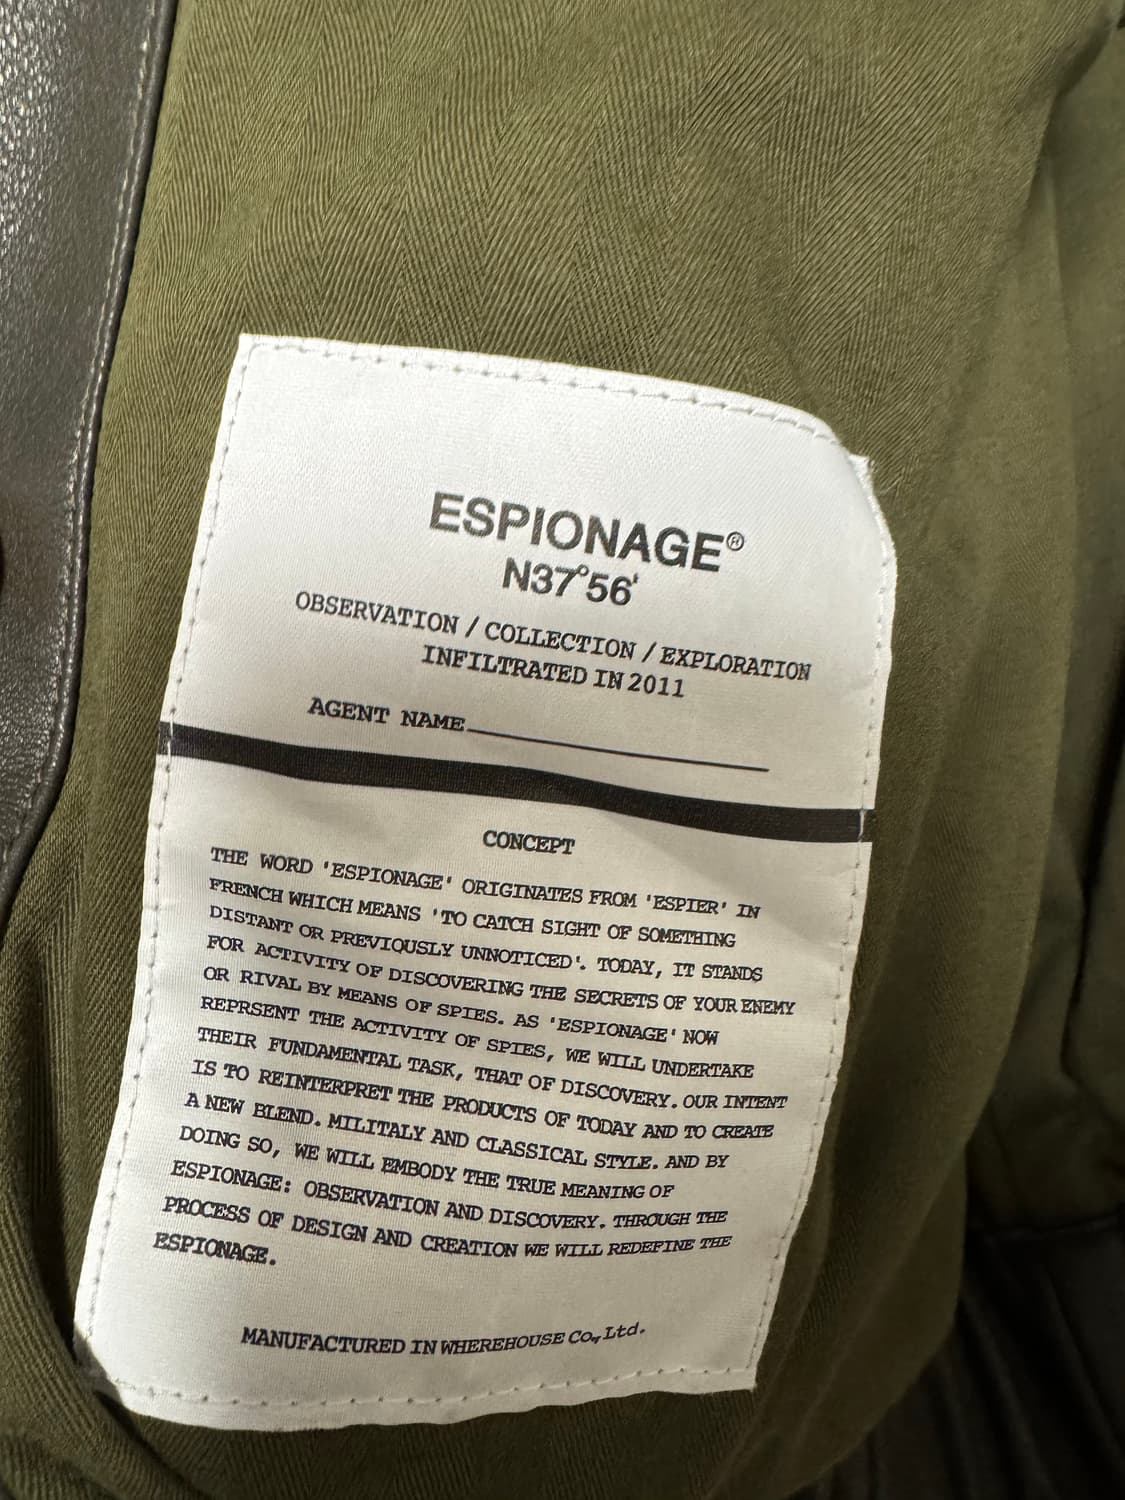 ESPIONAGE®
N37°56'
OBSERVATION / COLLECTION / EXPLORATION
INFILTRATED IN 2011
AGENT NAME
CONCEPT
THE WORD 'ESPIONAGE' ORIGINATES FROM 'ESPIER' IN
FRENCH WHICH MEANS 'TO CATCH SIGHT OF SOMETHING
DISTANT OR PREVIOUSLY UNNOTICED'. TODAY, IT STANDS
FOR ACTIVITY OF DISCOVERING THE SECRETS OF YOUR ENEMY
OR RIVAL BY MEANS OF SPIES. AS 'ESPIONAGE' NOW
REPRSENT THE ACTIVITY OF SPIES, WE WILL UNDERTAKE
THEIR FUNDAMENTAL TASK, THAT OF DISCOVERY. OUR INTENT
IS TO REINTERPRET THE PRODUCTS OF TODAY AND TO CREATE
A NEW BLEND. MILITALY AND CLASSICAL STYLE. AND BY
DOING SO, WE WILL EMBODY THE TRUE MEANING OF
ESPIONAGE: OBSERVATION AND DISCOVERY. THROUGH THE
PROCESS OF DESIGN AND CREATION WE WILL REDEFINE THE
ESPIONAGE.
MANUFACTURED IN WHEREHOUSE Co., Ltd.